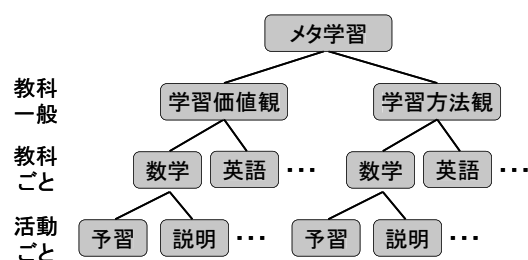 メタ学習
教科
一般
学習価値観
学習方法観
教科
ごと
数学
英語
・・・
数学
英語
・・・
活動
ごと
予習
説明
・・・
予習
説明
・・・